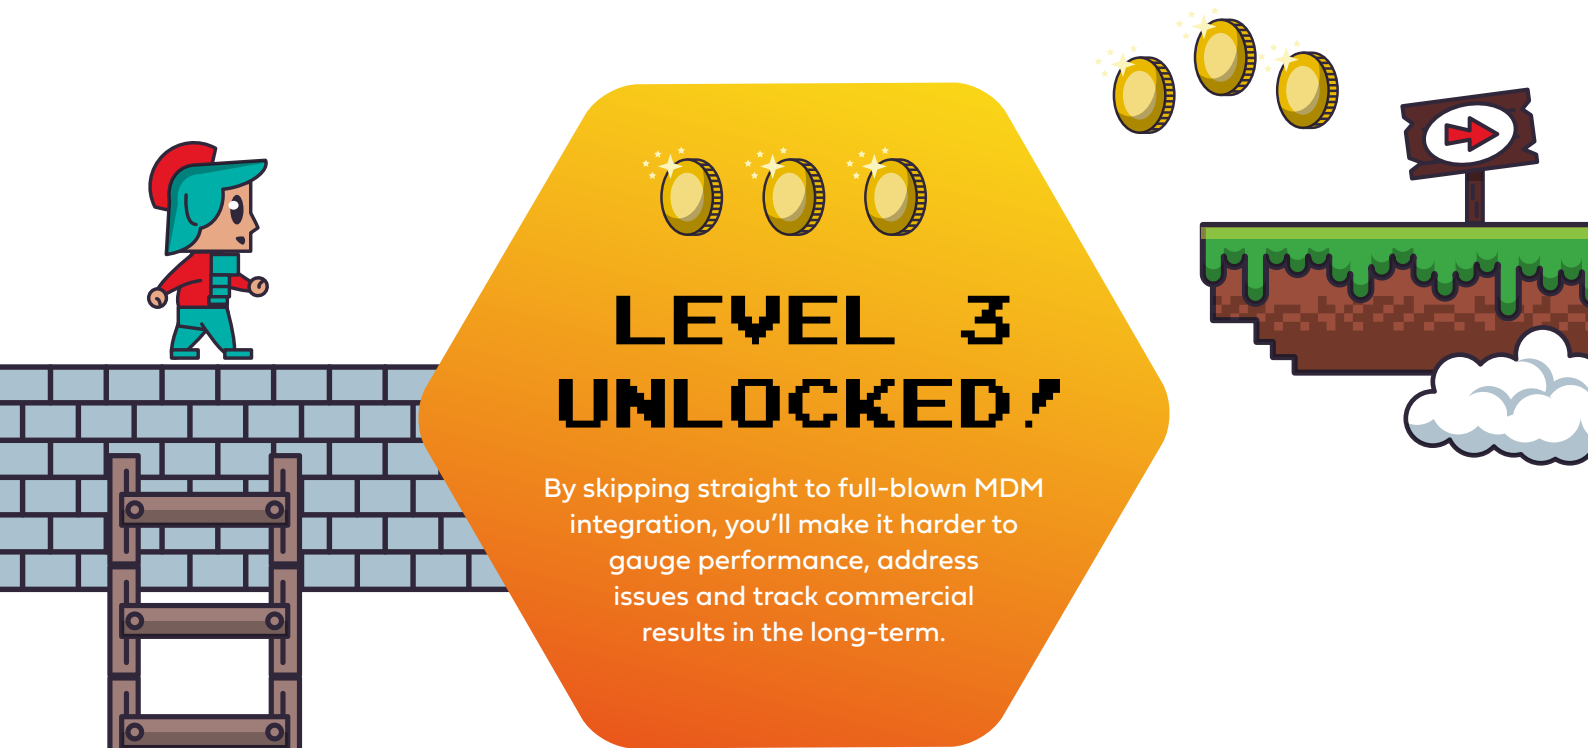 LEVEL 3
UNLOCKED!
By skipping straight to full-blown MDM
integration, you’ll make it harder to
gauge performance, address
issues and track commercial
results in the long-term.